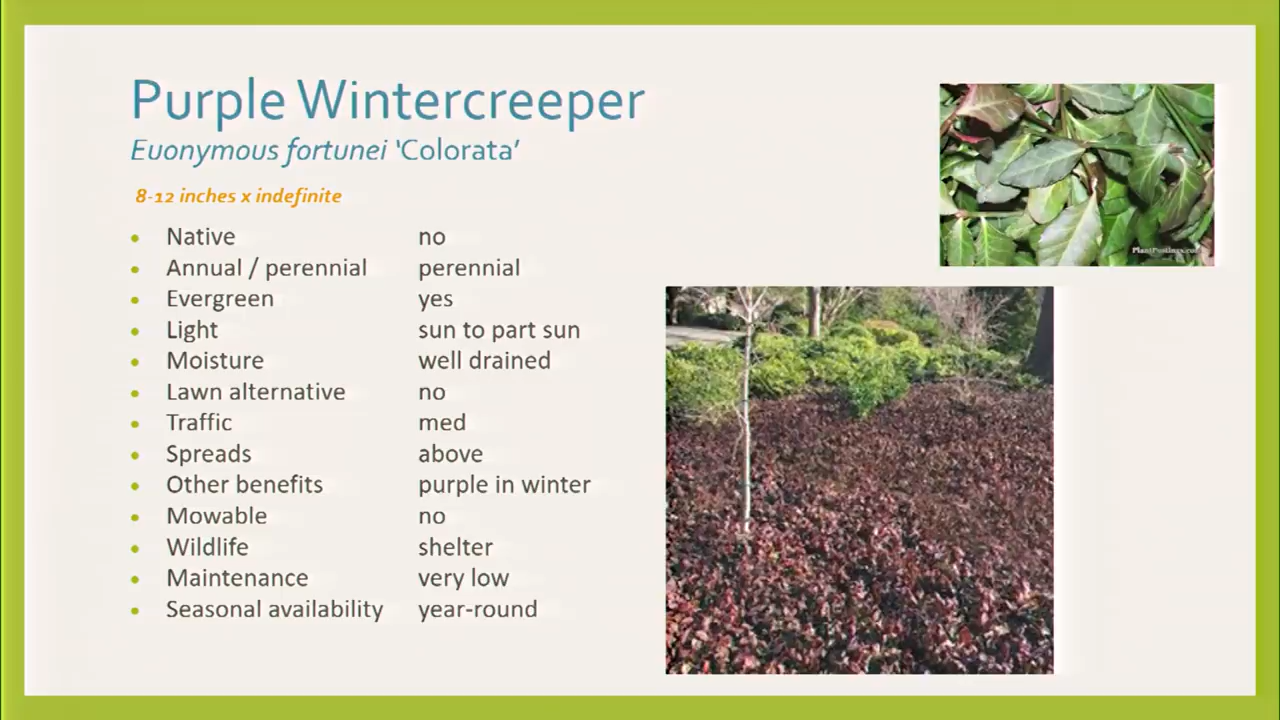 Purple Wintercreeper
Euonymous fortunei ‘Colorata’
8-12 inches x indefinite
• Native no
• Annual / perennial perennial
• Evergreen yes
• Light sun to part sun
• Moisture well drained
• Lawn alternative no
• Traffic med
• Spreads above
• Other benefits purple in winter
• Mowable no
• Wildlife shelter
• Maintenance very low
• Seasonal availability year-round
PlantPostings.com